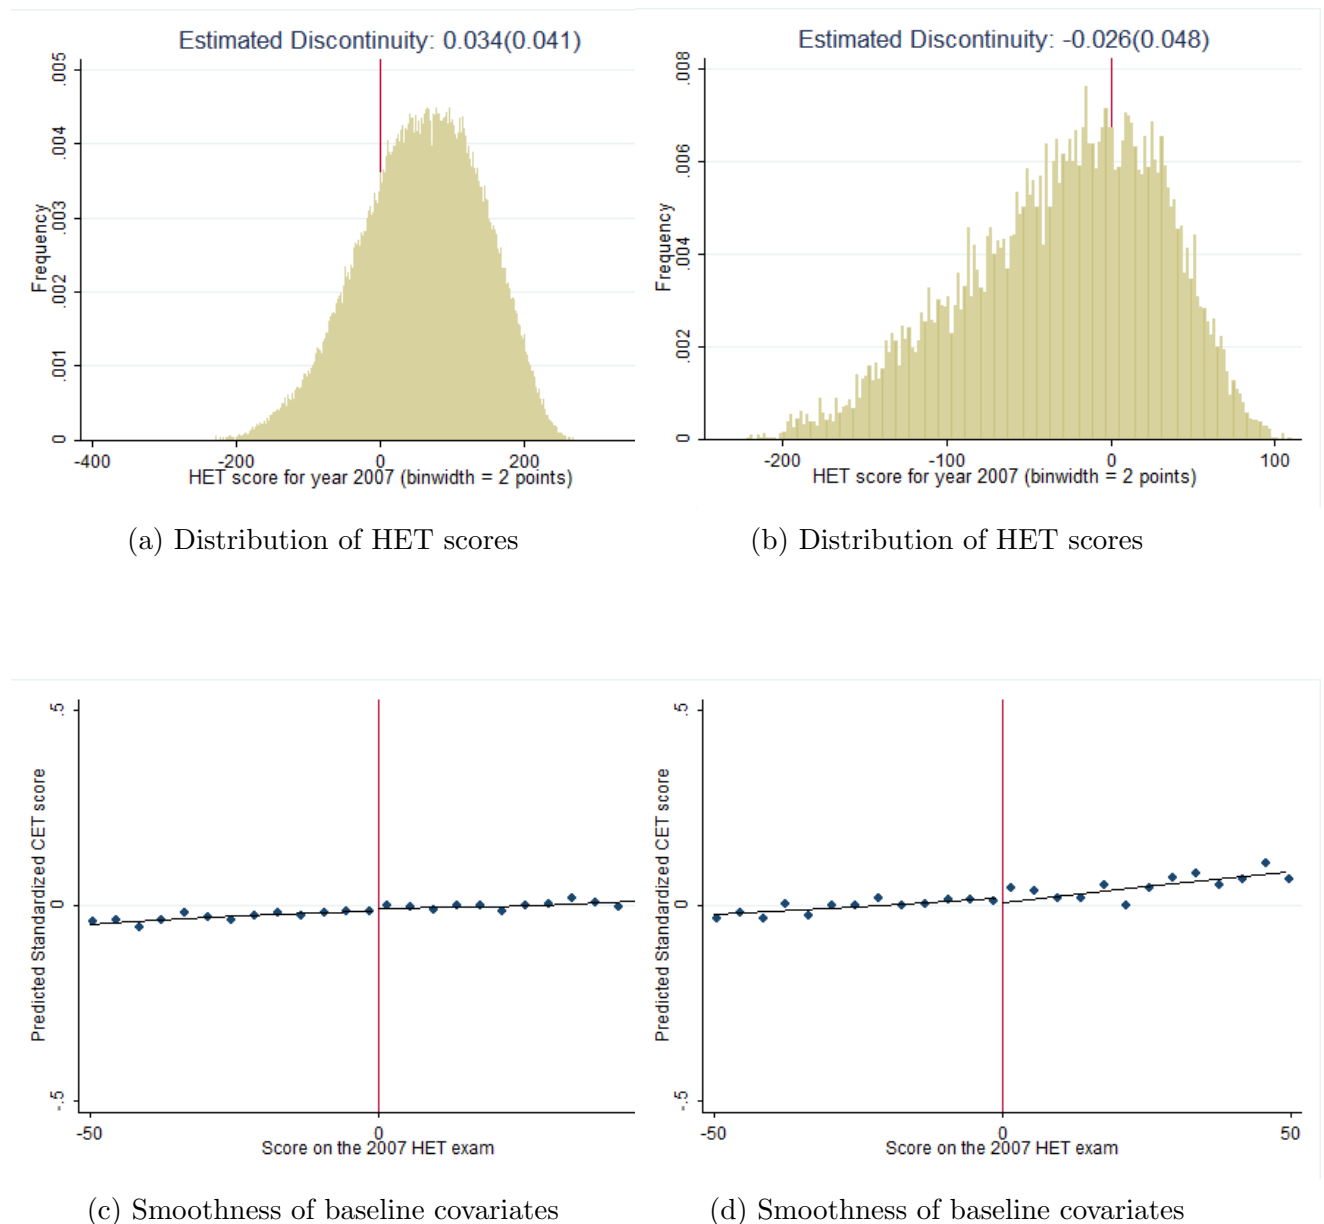 Estimated Discontinuity: 0.034(0.041)
Frequency
.005
.004
.003
.002
.001
0
-400
-200
0
200
HET score for year 2007 (binwidth = 2 points)
(a) Distribution of HET scores
Estimated Discontinuity: -0.026(0.048)
Frequency
.008
.006
.004
.002
0
-200
-100
0
100
HET score for year 2007 (binwidth = 2 points)
(b) Distribution of HET scores
Predicted Standardized CET score
.5
0
-.5
-50
0
Score on the 2007 HET exam
(c) Smoothness of baseline covariates
Predicted Standardized CET score
.5
0
-.5
-50
0
50
Score on the 2007 HET exam
(d) Smoothness of baseline covariates